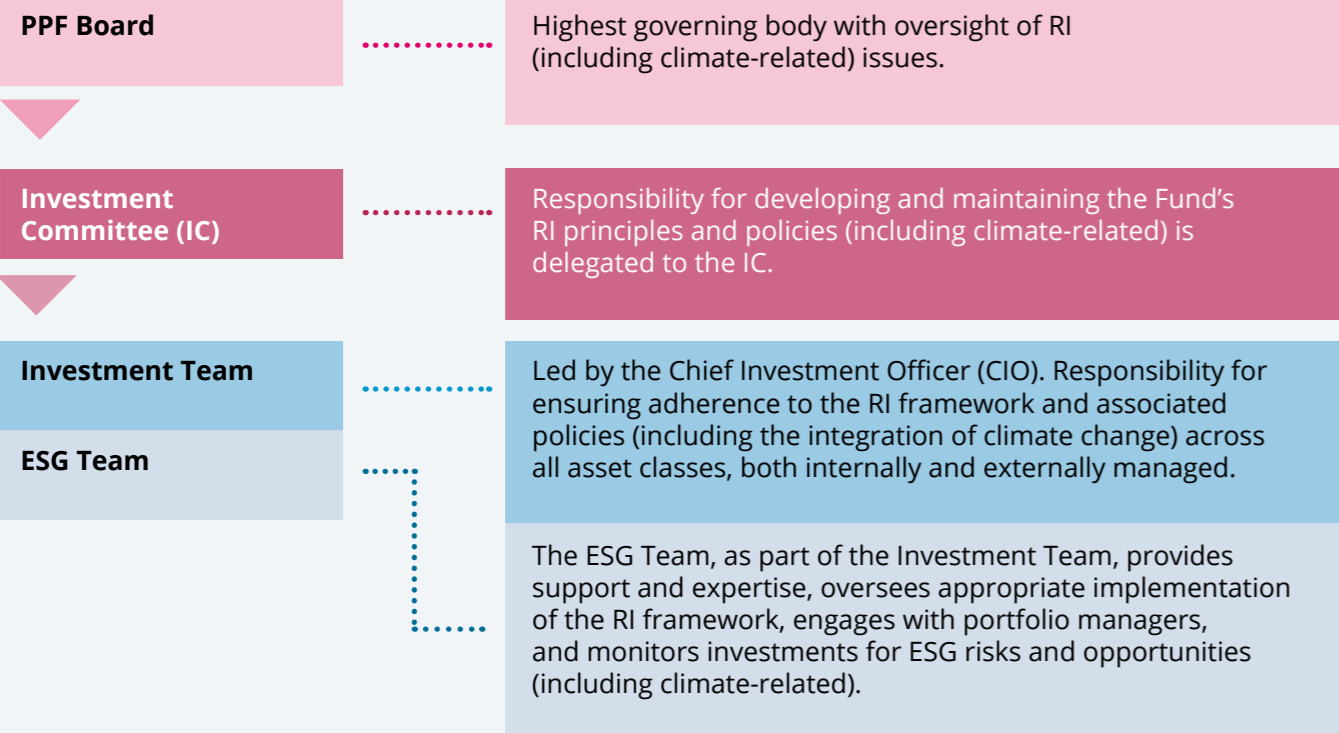 PPF Board
Highest governing body with oversight of RI
(including climate-related) issues.
Investment
Committee (IC)
Responsibility for developing and maintaining the Fund’s
RI principles and policies (including climate-related) is
delegated to the IC.
Investment Team
Led by the Chief Investment Officer (CIO). Responsibility for
ensuring adherence to the RI framework and associated
policies (including the integration of climate change) across
all asset classes, both internally and externally managed.
ESG Team
The ESG Team, as part of the Investment Team, provides
support and expertise, oversees appropriate implementation
of the RI framework, engages with portfolio managers,
and monitors investments for ESG risks and opportunities
(including climate-related).